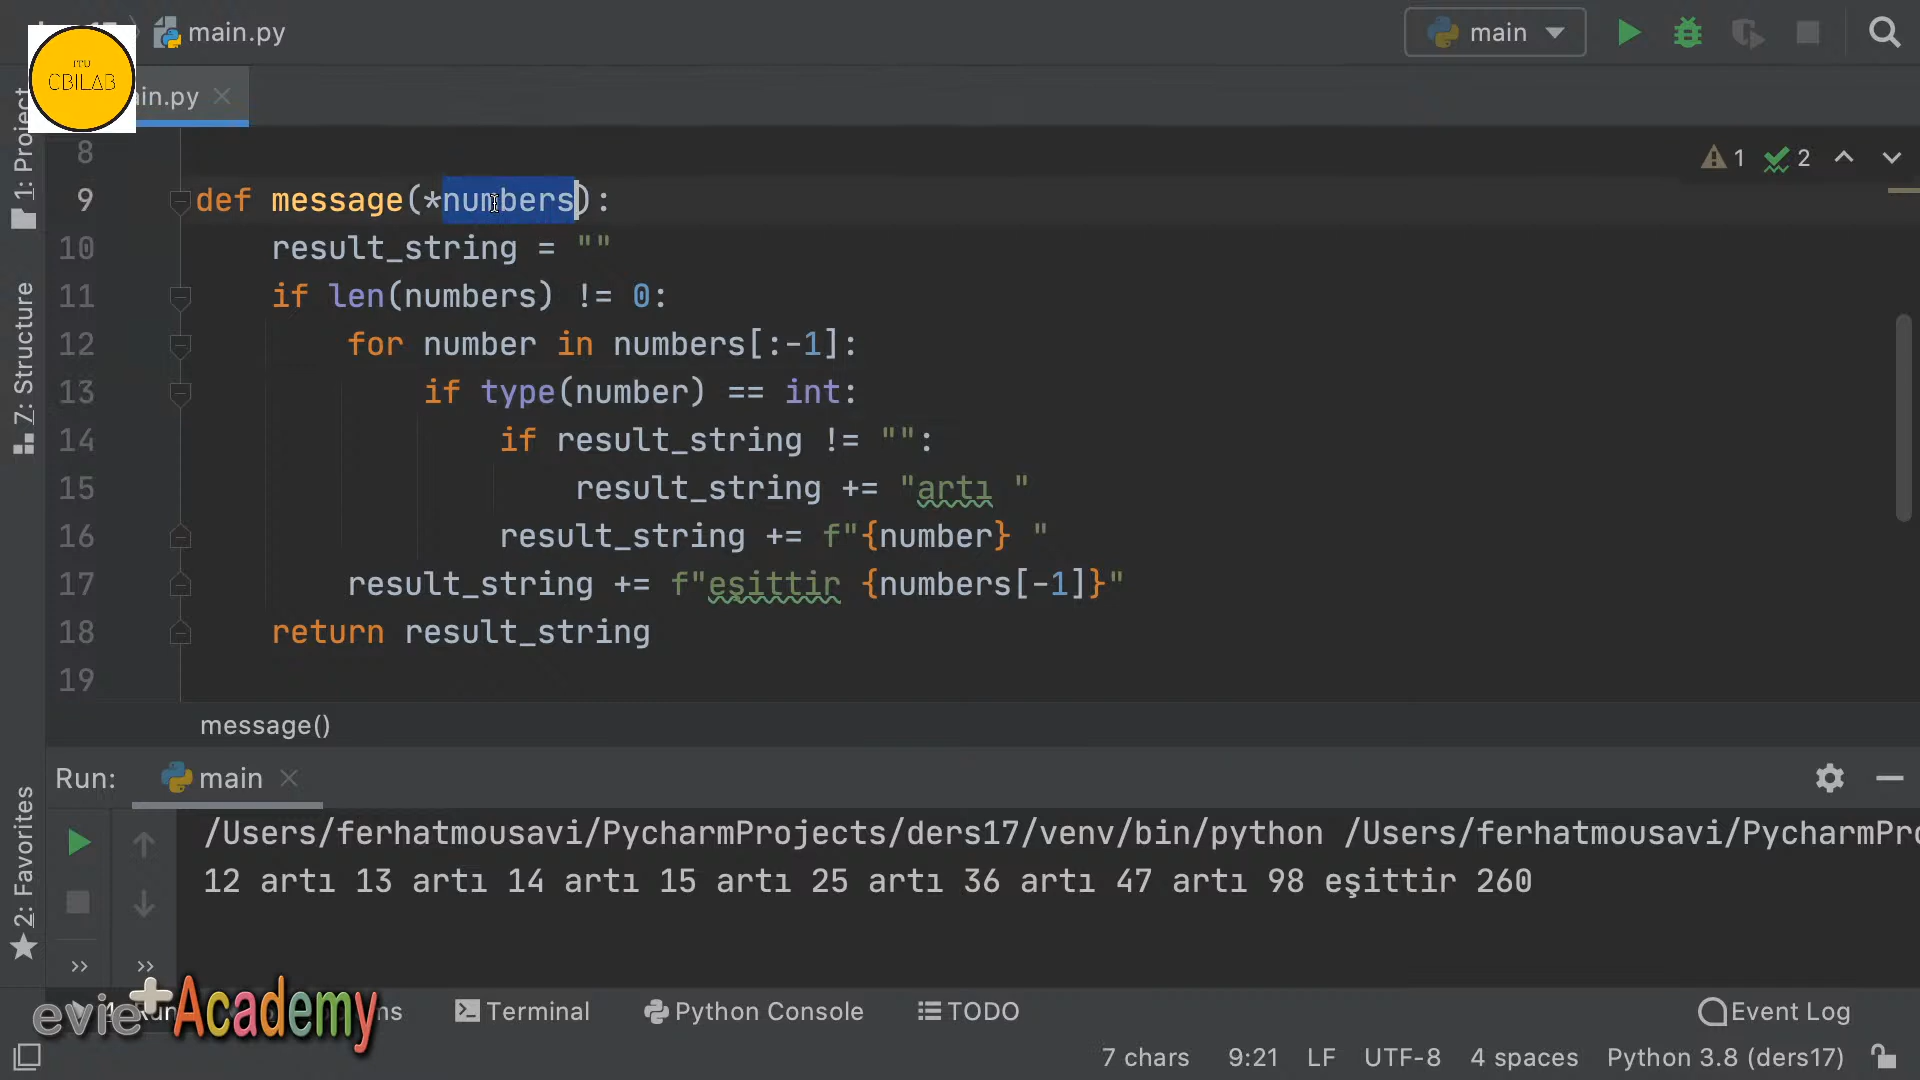 main.py
main
ITU
CBILAB
in.py
1: Project
1
2
8
9 def message(*numbers):
10 result_string = ""
11 if len(numbers) != 0:
12 for number in numbers[:-1]:
13 if type(number) == int:
14 if result_string != "":
15 result_string += "artı "
16 result_string += f"{number} "
17 result_string += f"eşittir {numbers[-1]}"
18 return result_string
19
7: Structure
message()
Run: main
2: Favorites
/Users/ferhatmousavi/PycharmProjects/ders17/venv/bin/python /Users/ferhatmousavi/PycharmPro
12 artı 13 artı 14 artı 15 artı 25 artı 36 artı 47 artı 98 eşittir 260
evie+Academy
Terminal
Python Console
TODO
Event Log
7 chars 9:21 LF UTF-8 4 spaces Python 3.8 (ders17)